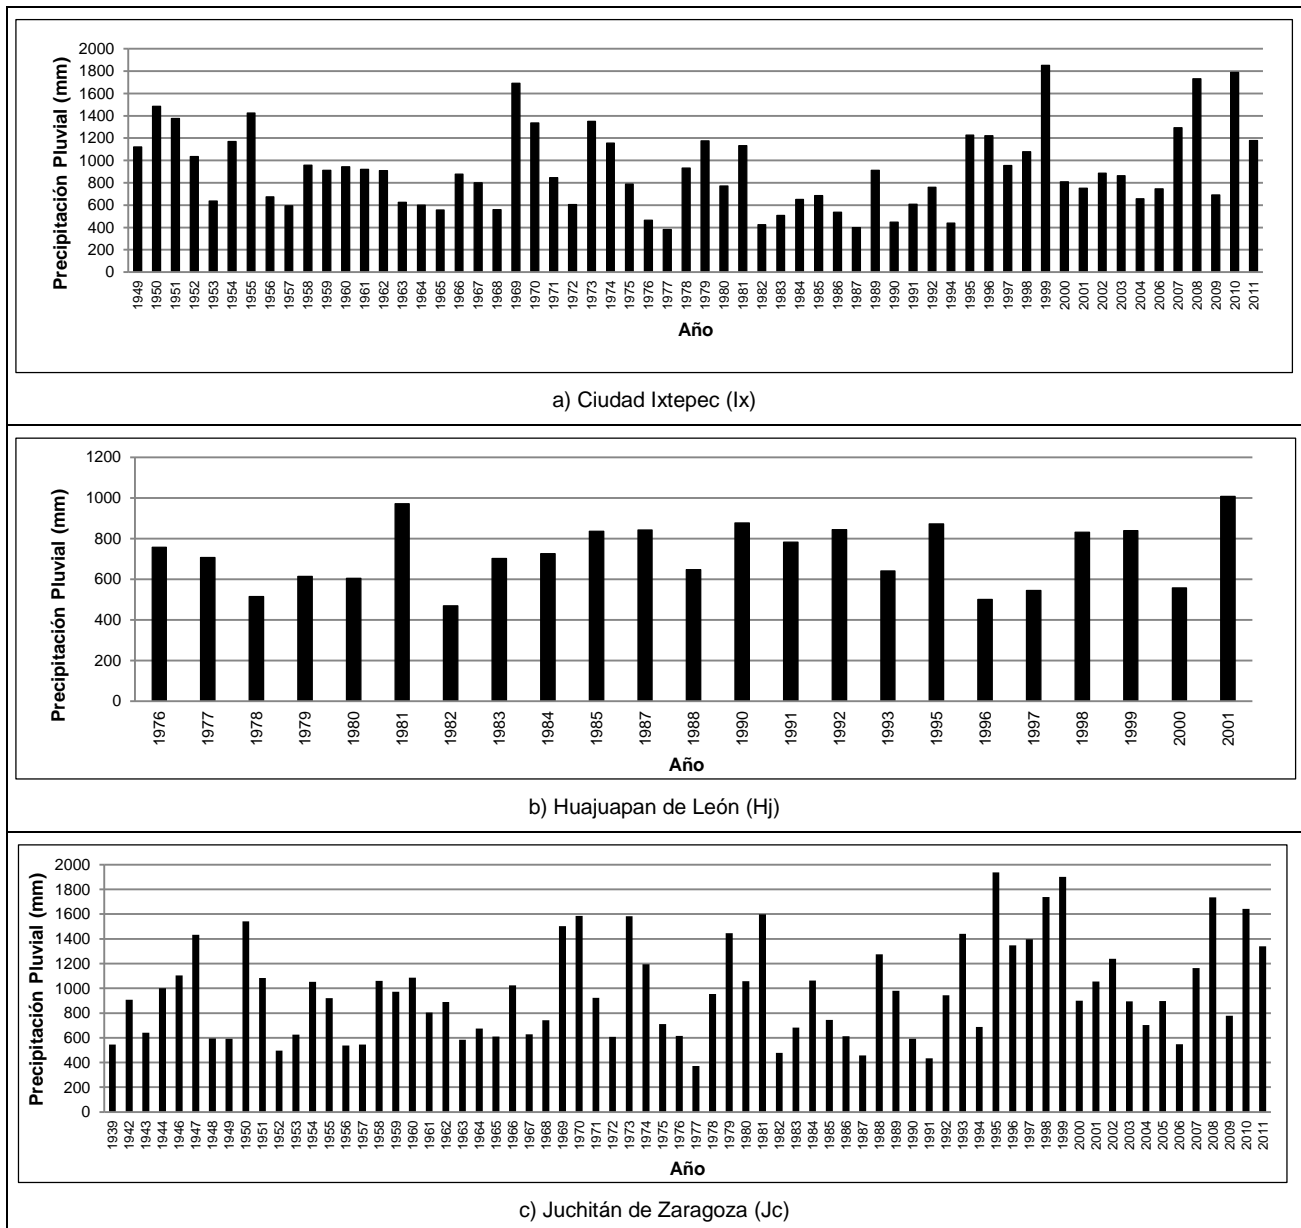 Precipitación Pluvial (mm)
2000
1800
1600
1400
1200
1000
800
600
400
200
0
1949 1950 1951 1952 1953 1954 1955 1956 1957 1958 1959 1960 1961 1962 1963 1964 1965 1966 1967 1968 1969 1970 1971 1972 1973 1974 1975 1976 1977 1978 1979 1980 1981 1982 1983 1984 1985 1986 1987 1989 1990 1991 1992 1994 1995 1996 1997 1998 1999 2000 2001 2002 2003 2004 2006 2007 2008 2009 2010 2011
Año
a) Ciudad Ixtepec (Ix)
Precipitación Pluvial (mm)
1200
1000
800
600
400
200
0
1976 1977 1978 1979 1980 1981 1982 1983 1984 1985 1987 1988 1990 1991 1992 1993 1995 1996 1997 1998 1999 2000 2001
Año
b) Huajuapan de León (Hj)
Precipitación Pluvial (mm)
2000
1800
1600
1400
1200
1000
800
600
400
200
0
1939 1942 1943 1944 1946 1947 1948 1949 1950 1951 1952 1953 1954 1955 1956 1957 1958 1959 1960 1961 1962 1963 1964 1965 1966 1967 1968 1969 1970 1971 1972 1973 1974 1975 1976 1977 1978 1979 1980 1981 1982 1983 1984 1985 1986 1987 1988 1989 1990 1991 1992 1993 1994 1995 1996 1997 1998 1999 2000 2001 2002 2003 2004 2005 2006 2007 2008 2009 2010 2011
Año
c) Juchitán de Zaragoza (Jc)